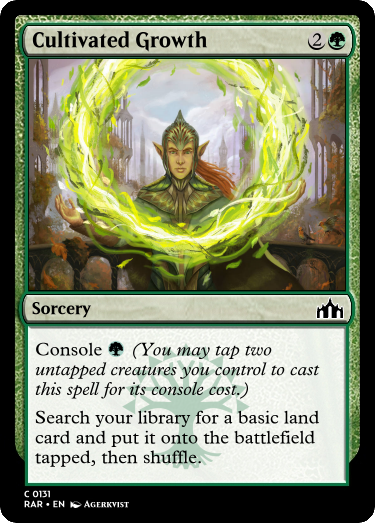 Cultivated Growth 2
Sorcery
Console (You may tap two
untapped creatures you control to cast
this spell for its console cost.)
Search your library for a basic land
card and put it onto the battlefield
tapped, then shuffle.
C 0131
RAR • EN Agerkvist